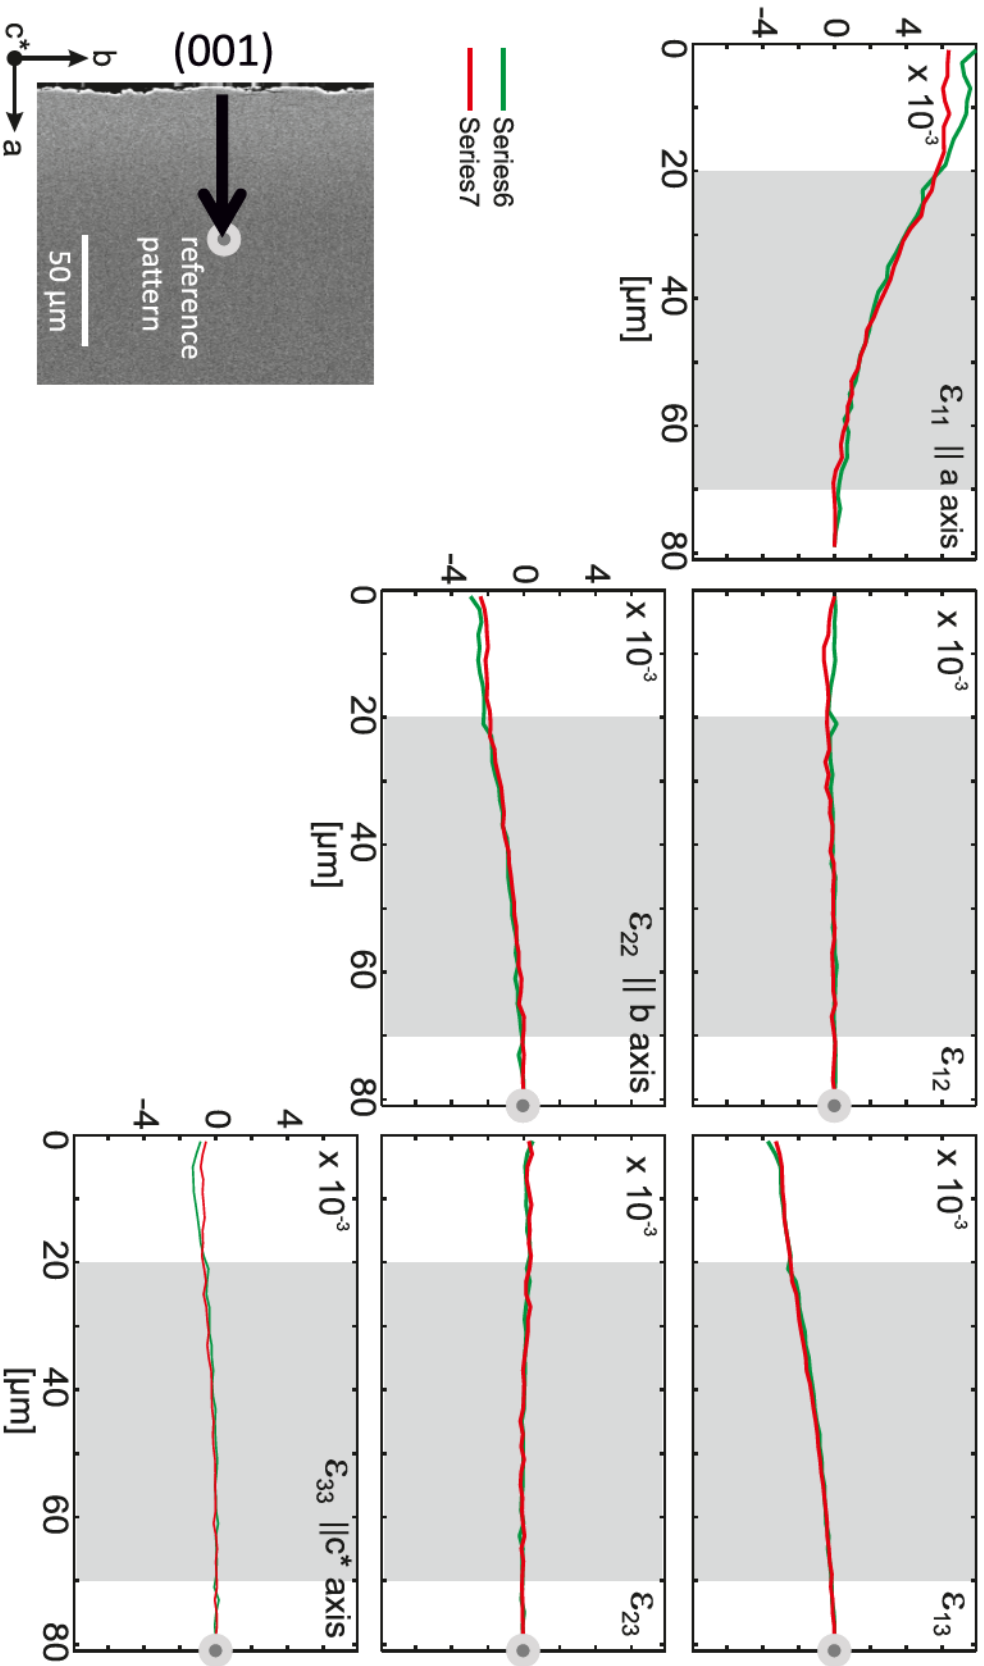 4
0
-4
x 10⁻³
ε₁₁ || a axis
0
20
40
60
80
[µm]
x 10⁻³
ε₁₂
x 10⁻³
ε₁₃
4
0
-4
x 10⁻³
ε₂₂ || b axis
0
20
40
60
80
[µm]
x 10⁻³
ε₂₃
4
0
-4
x 10⁻³
ε₃₃ ||c* axis
0
20
40
60
80
[µm]
Series6
Series7
(001)
reference
pattern
50 µm
b
c*
a